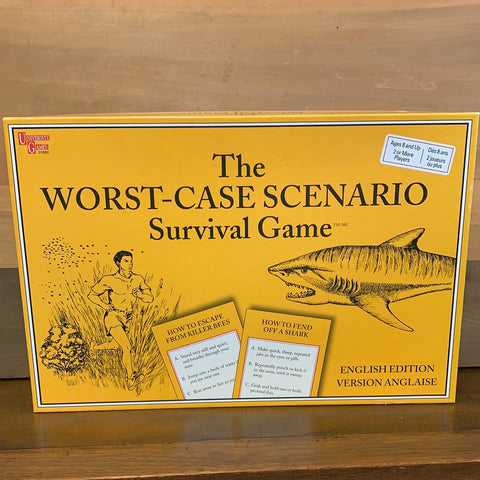 UNIVERSITY
GAMES
Ages 8 and Up
2 or More
Players
Dès 8 ans
2 joueurs
ou plus
The
WORST-CASE SCENARIO
Survival Game
HOW TO ESCAPE
FROM KILLER BEES
A. Stand very still and quiet,
and breathe through your
nose.
B. Jump into a body of water
if you are near one.
C. Run away as fast as
HOW TO FEND
OFF A SHARK
A. Make quick, sharp, repeated
jabs in the eyes or gills.
B. Repeatedly punch or kick it
in the nose, until it swims
away.
C. Grab and hold one or both
pectoral fins.
ENGLISH EDITION
VERSION ANGLAISE